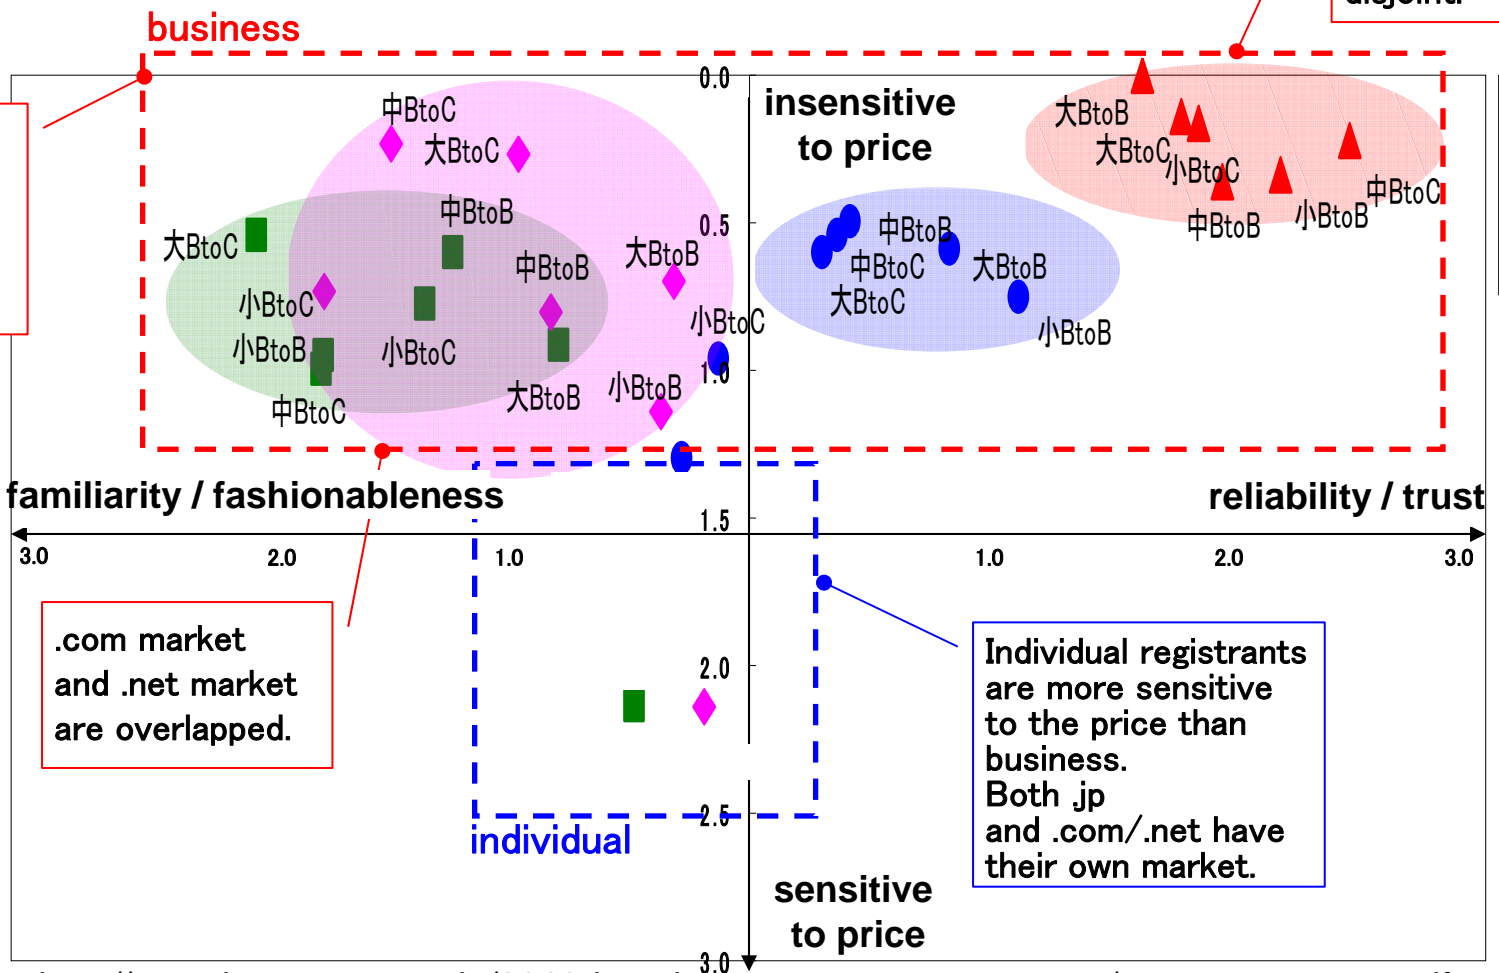 disjoint.
business
0.0
insensitive
to price
中BtoC
大BtoC
大BtoB
大BtoC
小BtoC
中BtoC
中BtoB
小BtoB
中BtoB
大BtoC
中BtoB
大BtoB
0.5
中BtoB
中BtoC
大BtoB
大BtoC
小BtoB
小BtoC
小BtoC
小BtoB
小BtoC
1.0
小BtoB
大BtoB
中BtoC
familiarity / fashionableness
reliability / trust
1.5
3.0
2.0
1.0
1.0
2.0
3.0
.com market
and .net market
are overlapped.
Individual registrants
are more sensitive
to the price than
business.
Both .jp
and .com/.net have
their own market.
2.0
2.5
individual
sensitive
to price
3.0